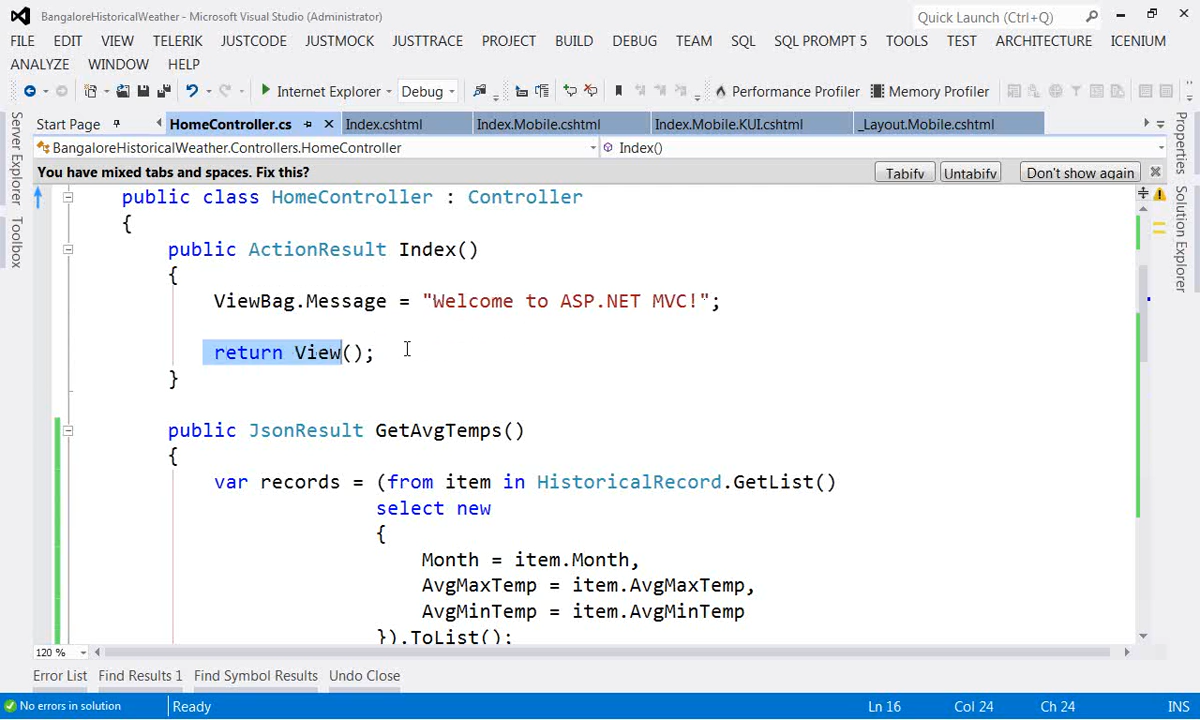 BangaloreHistoricalWeather - Microsoft Visual Studio (Administrator)
Quick Launch (Ctrl+Q)
FILE EDIT VIEW TELERIK JUSTCODE JUSTMOCK JUSTTRACE PROJECT BUILD DEBUG TEAM SQL SQL PROMPT 5 TOOLS TEST ARCHITECTURE ICENIUM
ANALYZE WINDOW HELP
Internet Explorer Debug Performance Profiler Memory Profiler
Start Page HomeController.cs Index.cshtml Index.Mobile.cshtml Index.Mobile.KUI.cshtml _Layout.Mobile.cshtml
BangaloreHistoricalWeather.Controllers.HomeController Index()
You have mixed tabs and spaces. Fix this? Tabify Untabify Don't show again
Server Explorer
Toolbox
Properties
Solution Explorer
public class HomeController : Controller
{
public ActionResult Index()
{
ViewBag.Message = "Welcome to ASP.NET MVC!";
return View();
}
public JsonResult GetAvgTemps()
{
var records = (from item in HistoricalRecord.GetList()
select new
{
Month = item.Month,
AvgMaxTemp = item.AvgMaxTemp,
AvgMinTemp = item.AvgMinTemp
}).ToList();
120 %
Error List Find Results 1 Find Symbol Results Undo Close
No errors in solution Ready Ln 16 Col 24 Ch 24 INS